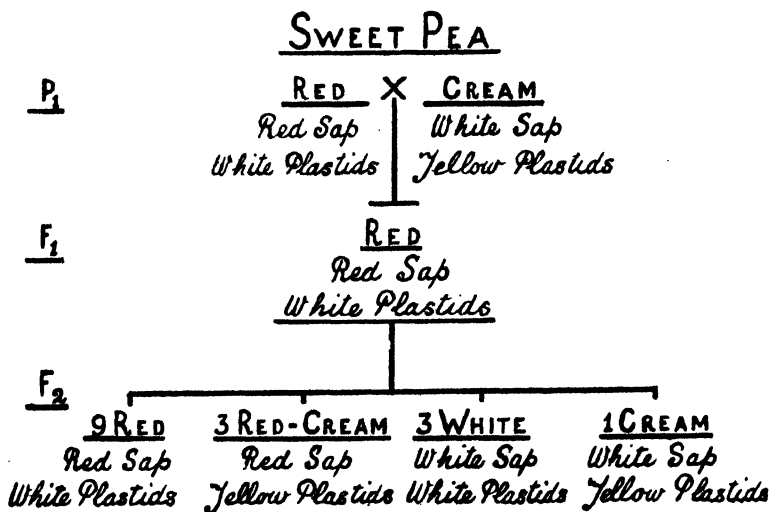 SWEET PEA
P1 RED X CREAM
Red Sap White Sap
White Plastids Yellow Plastids
F1 RED
Red Sap
White Plastids
F2
9 RED 3 RED-CREAM 3 WHITE 1 CREAM
Red Sap Red Sap White Sap White Sap
White Plastids Yellow Plastids White Plastids Yellow Plastids